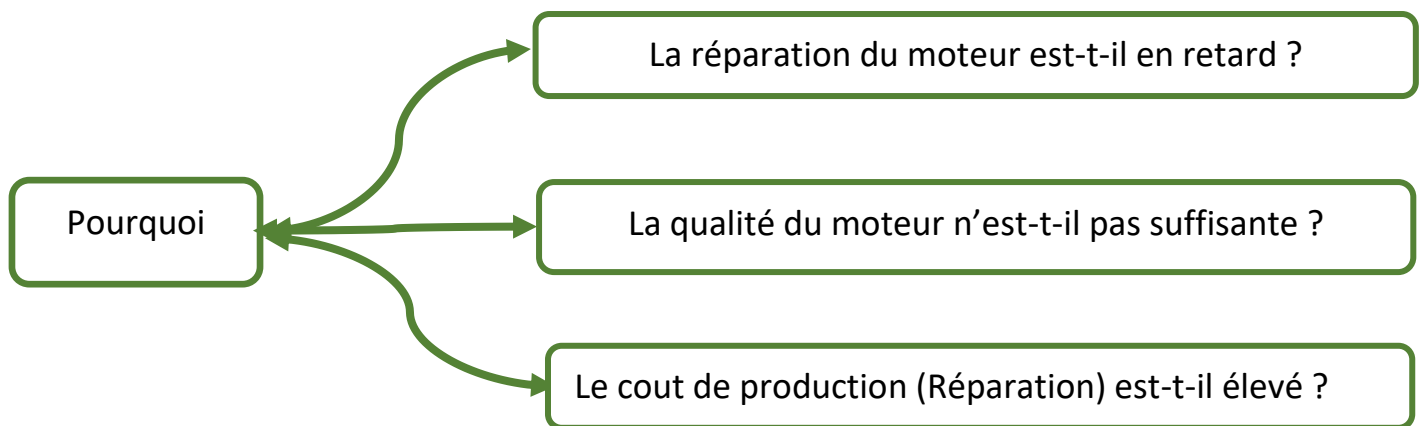 La réparation du moteur est-t-il en retard ?
Pourquoi
La qualité du moteur n’est-t-il pas suffisante ?
Le cout de production (Réparation) est-t-il élevé ?